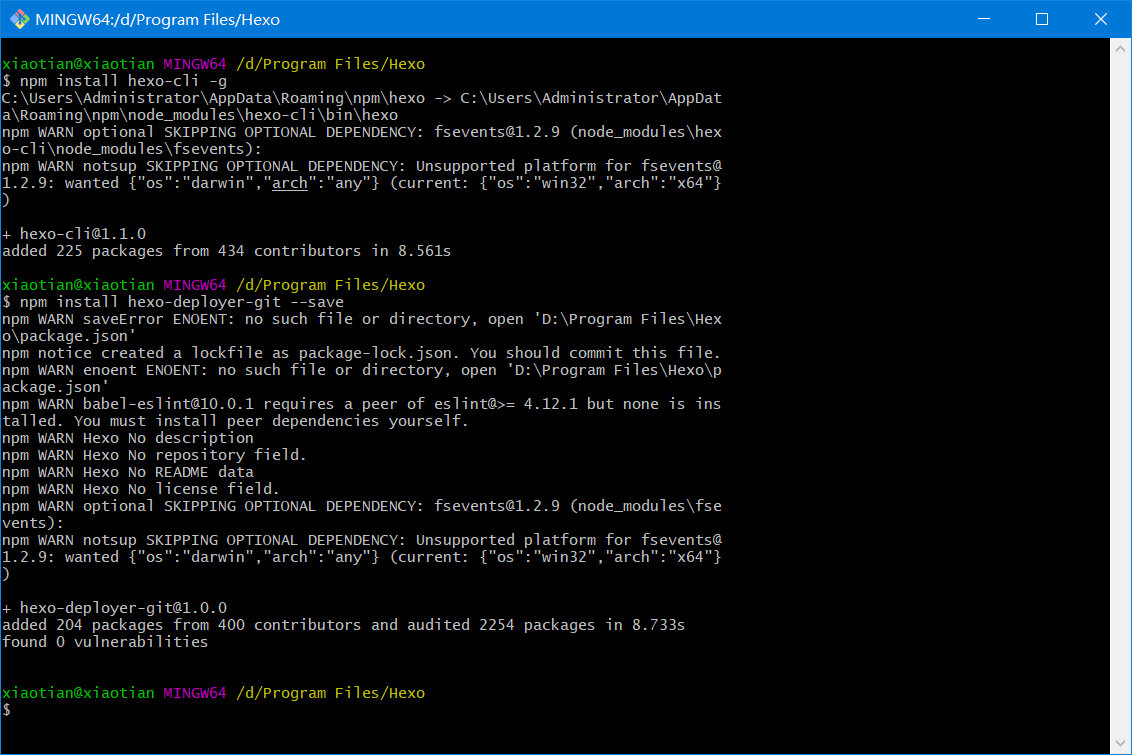 MINGW64:/d/Program Files/Hexo
xiaotian@xiaotian MINGW64 /d/Program Files/Hexo
$ npm install hexo-cli -g
C:\Users\Administrator\AppData\Roaming\npm\hexo -> C:\Users\Administrator\AppDat
a\Roaming\npm\node_modules\hexo-cli\bin\hexo
npm WARN optional SKIPPING OPTIONAL DEPENDENCY: fsevents@1.2.9 (node_modules\hex
o-cli\node_modules\fsevents):
npm WARN notsup SKIPPING OPTIONAL DEPENDENCY: Unsupported platform for fsevents@
1.2.9: wanted {"os":"darwin","arch":"any"} (current: {"os":"win32","arch":"x64"}
)
+ hexo-cli@1.1.0
added 225 packages from 434 contributors in 8.561s
xiaotian@xiaotian MINGW64 /d/Program Files/Hexo
$ npm install hexo-deployer-git --save
npm WARN saveError ENOENT: no such file or directory, open 'D:\Program Files\Hex
o\package.json'
npm notice created a lockfile as package-lock.json. You should commit this file.
npm WARN enoent ENOENT: no such file or directory, open 'D:\Program Files\Hexo\p
ackage.json'
npm WARN babel-eslint@10.0.1 requires a peer of eslint@>= 4.12.1 but none is ins
talled. You must install peer dependencies yourself.
npm WARN Hexo No description
npm WARN Hexo No repository field.
npm WARN Hexo No README data
npm WARN Hexo No license field.
npm WARN optional SKIPPING OPTIONAL DEPENDENCY: fsevents@1.2.9 (node_modules\fse
vents):
npm WARN notsup SKIPPING OPTIONAL DEPENDENCY: Unsupported platform for fsevents@
1.2.9: wanted {"os":"darwin","arch":"any"} (current: {"os":"win32","arch":"x64"}
)
+ hexo-deployer-git@1.0.0
added 204 packages from 400 contributors and audited 2254 packages in 8.733s
found 0 vulnerabilities
xiaotian@xiaotian MINGW64 /d/Program Files/Hexo
$